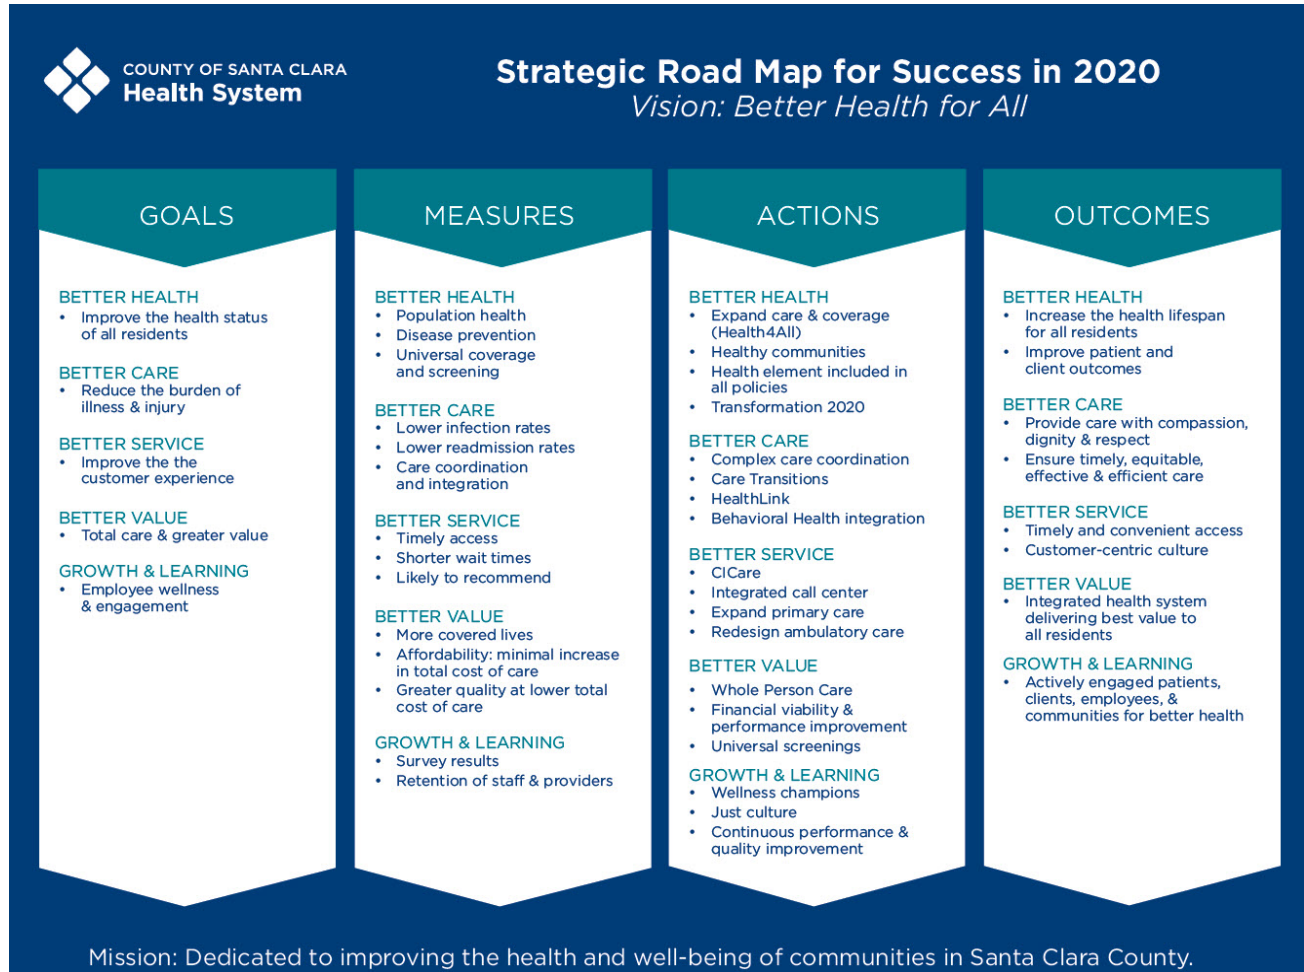 COUNTY OF SANTA CLARA
Health System
Strategic Road Map for Success in 2020
Vision: Better Health for All
GOALS
BETTER HEALTH
• Improve the health status
of all residents
BETTER CARE
• Reduce the burden of
illness & injury
BETTER SERVICE
• Improve the the
customer experience
BETTER VALUE
• Total care & greater value
GROWTH & LEARNING
• Employee wellness
& engagement
MEASURES
BETTER HEALTH
• Population health
• Disease prevention
• Universal coverage
and screening
BETTER CARE
• Lower infection rates
• Lower readmission rates
• Care coordination
and integration
BETTER SERVICE
• Timely access
• Shorter wait times
• Likely to recommend
BETTER VALUE
• More covered lives
• Affordability: minimal increase
in total cost of care
• Greater quality at lower total
cost of care
GROWTH & LEARNING
• Survey results
• Retention of staff & providers
ACTIONS
BETTER HEALTH
• Expand care & coverage
(Health4All)
• Healthy communities
• Health element included in
all policies
• Transformation 2020
BETTER CARE
• Complex care coordination
• Care Transitions
• HealthLink
• Behavioral Health integration
BETTER SERVICE
• CICare
• Integrated call center
• Expand primary care
• Redesign ambulatory care
BETTER VALUE
• Whole Person Care
• Financial viability &
performance improvement
• Universal screenings
GROWTH & LEARNING
• Wellness champions
• Just culture
• Continuous performance &
quality improvement
OUTCOMES
BETTER HEALTH
• Increase the health lifespan
for all residents
• Improve patient and
client outcomes
BETTER CARE
• Provide care with compassion,
dignity & respect
• Ensure timely, equitable,
effective & efficient care
BETTER SERVICE
• Timely and convenient access
• Customer-centric culture
BETTER VALUE
• Integrated health system
delivering best value to
all residents
GROWTH & LEARNING
• Actively engaged patients,
clients, employees, &
communities for better health
Mission: Dedicated to improving the health and well-being of communities in Santa Clara County.